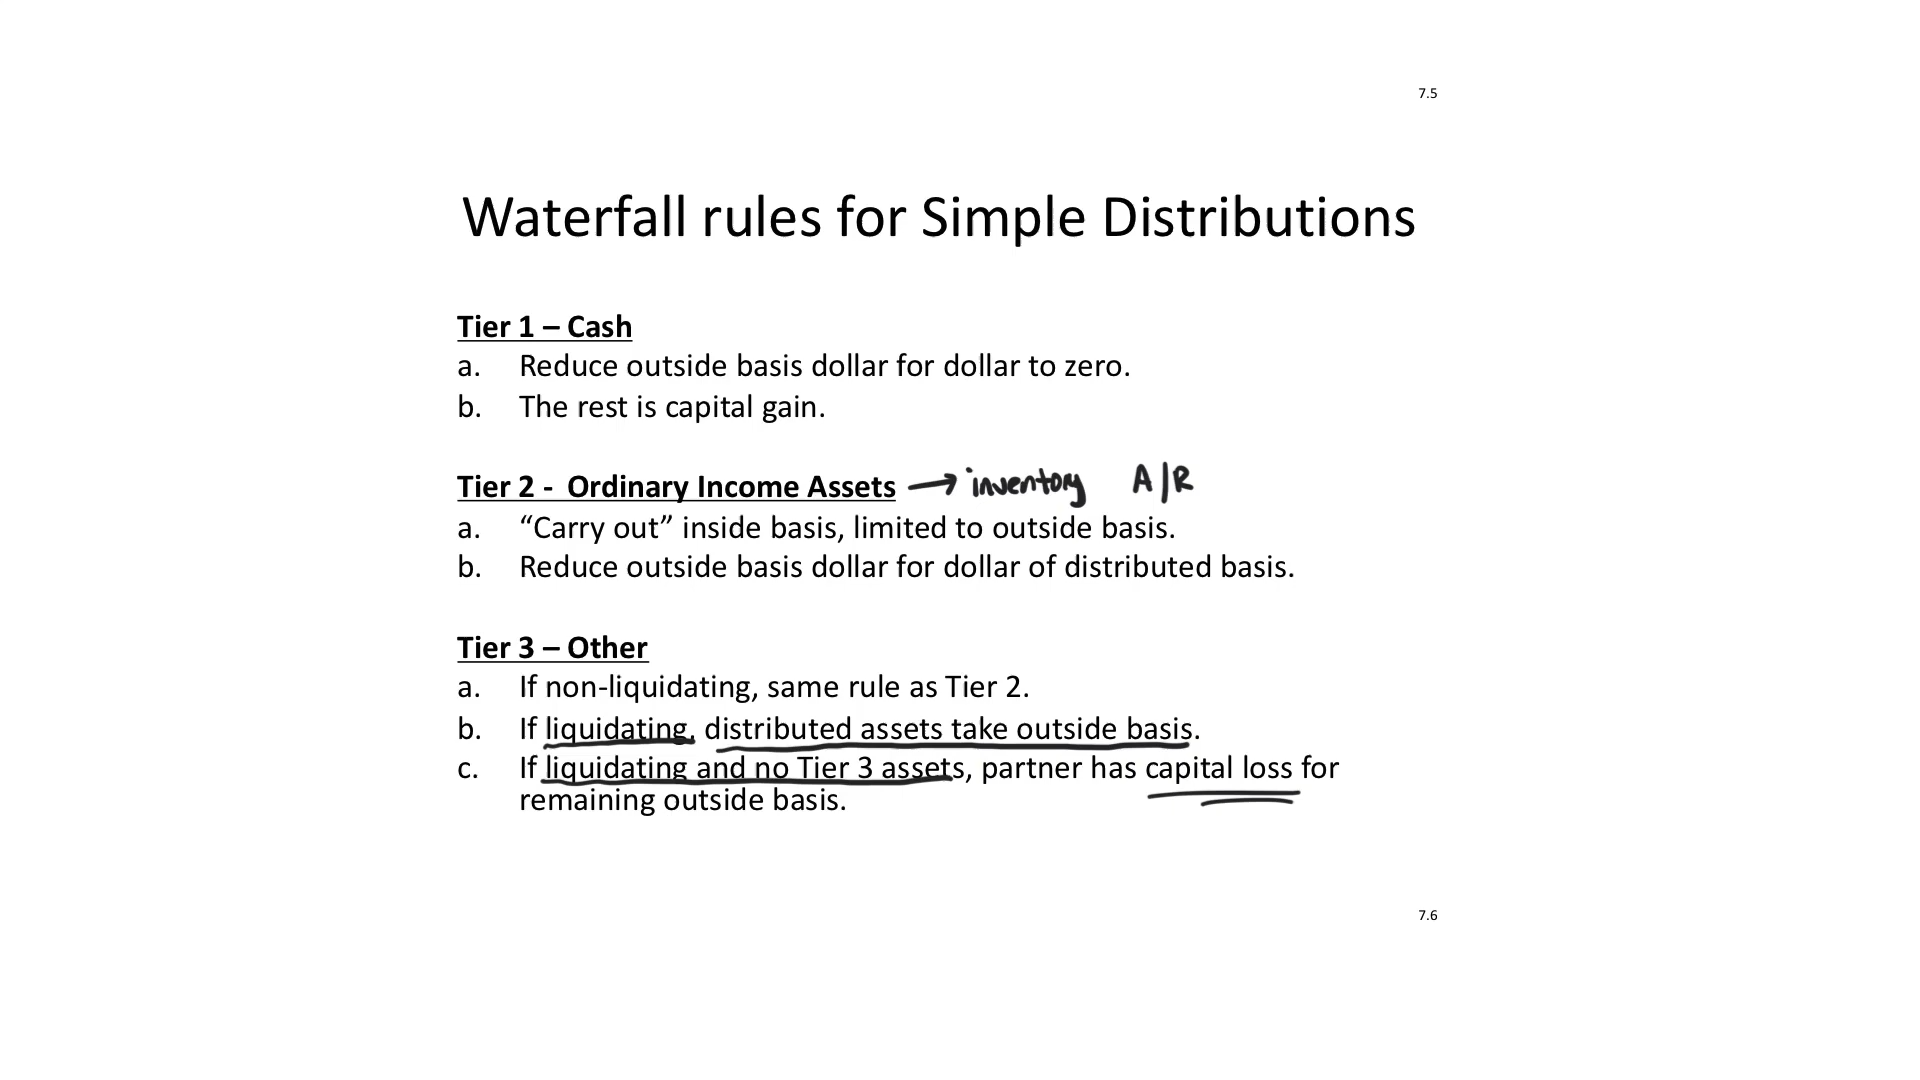 7.5
Waterfall rules for Simple Distributions
Tier 1 – Cash
a. Reduce outside basis dollar for dollar to zero.
b. The rest is capital gain.
Tier 2 - Ordinary Income Assets → inventory A/R
a. “Carry out” inside basis, limited to outside basis.
b. Reduce outside basis dollar for dollar of distributed basis.
Tier 3 – Other
a. If non-liquidating, same rule as Tier 2.
b. If liquidating, distributed assets take outside basis.
c. If liquidating and no Tier 3 assets, partner has capital loss for
remaining outside basis.
7.6